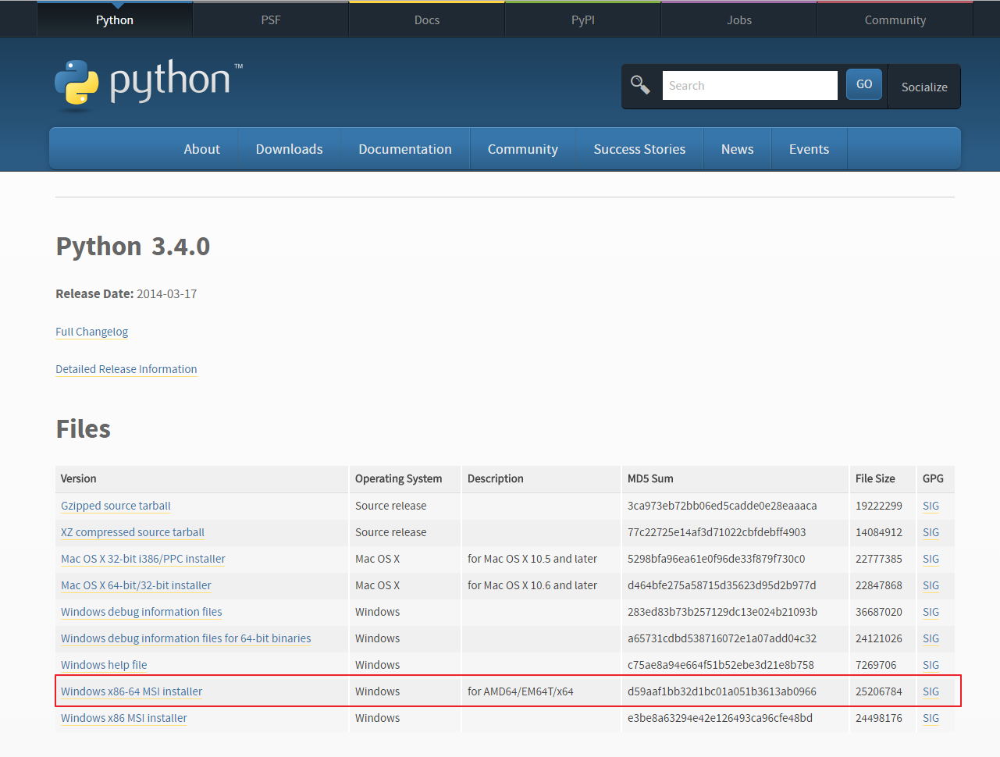 Python PSF Docs PyPI Jobs Community
python™
Search GO Socialize
About Downloads Documentation Community Success Stories News Events
Python 3.4.0
Release Date: 2014-03-17
Full Changelog
Detailed Release Information
Files
Version Operating System Description MD5 Sum File Size GPG
Gzipped source tarball Source release 3ca973eb72bb06ed5cadde0e28eaaaca 19222299 SIG
XZ compressed source tarball Source release 77c22725e14af3d71022cbfdebff4903 14084912 SIG
Mac OS X 32-bit i386/PPC installer Mac OS X for Mac OS X 10.5 and later 5298bfa96ea61e0f96de33f879f730c0 22777385 SIG
Mac OS X 64-bit/32-bit installer Mac OS X for Mac OS X 10.6 and later d464bfe275a58715d35623d95d2b977d 22847868 SIG
Windows debug information files Windows 283ed83b73b257129dc13e024b21093b 36687020 SIG
Windows debug information files for 64-bit binaries Windows a65731cdbd538716072e1a07add04c32 24121026 SIG
Windows help file Windows c75ae8a94e664f51b52ebe3d21e8b758 7269706 SIG
Windows x86-64 MSI installer Windows for AMD64/EM64T/x64 d59aaf1bb32d1bc01a051b3613ab0966 25206784 SIG
Windows x86 MSI installer Windows e3be8a63294e42e126493ca96cfe48bd 24498176 SIG